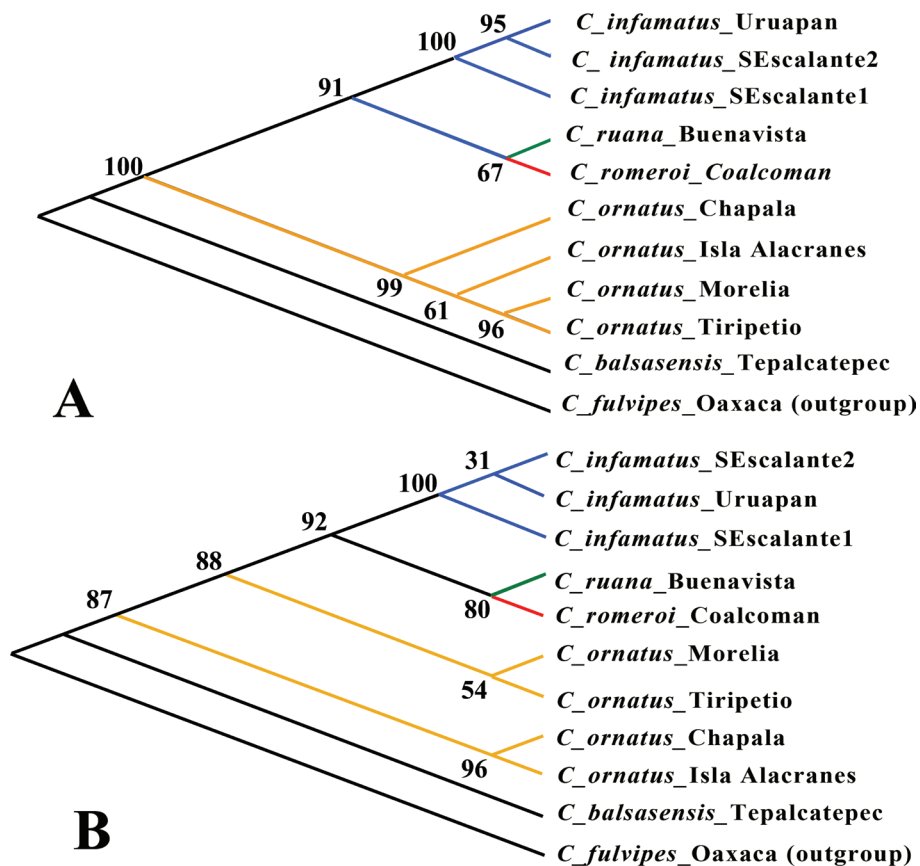 95
C_infamatus_Uruapan
100
C_ infamatus_SEscalante2
91
C_infamatus_SEscalante1
C_ruana_Buenavista
100
67
C_romeroi_Coalcoman
C_ornatus_Chapala
C_ornatus_Isla Alacranes
99
C_ornatus_Morelia
61
96
C_ornatus_Tiripetio
C_balsasensis_Tepalcatepec
A
C_fulvipes_Oaxaca (outgroup)
31
C_infamatus_SEscalante2
100
C_infamatus_Uruapan
92
C_infamatus_SEscalante1
88
C_ruana_Buenavista
87
80
C_romeroi_Coalcoman
C_ornatus_Morelia
54
C_ornatus_Tiripetio
C_ornatus_Chapala
96
C_ornatus_Isla Alacranes
C_balsasensis_Tepalcatepec
B
C_fulvipes_Oaxaca (outgroup)